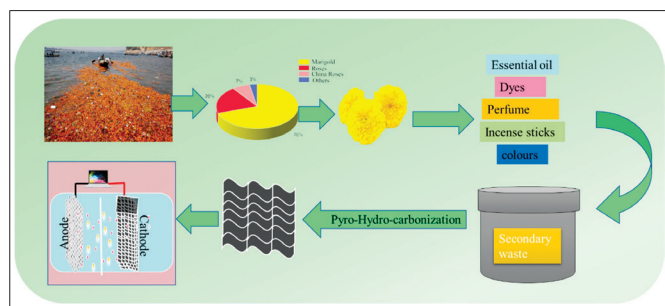 Marigold
Roses
China Roses
Others
7%
Essential oil
Dyes
Perfume
Incense sticks
colours
Anode
Cathode
Pyro-Hydro-carbonization
Secondary
waste